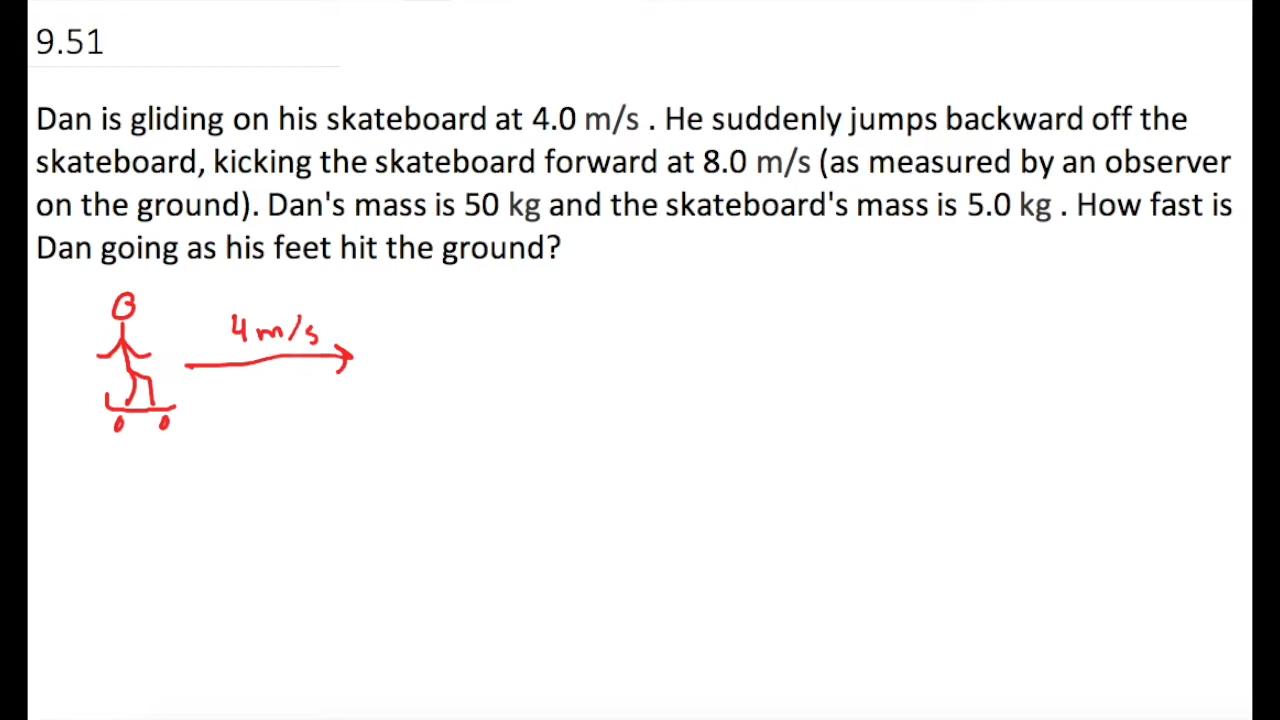 9.51
Dan is gliding on his skateboard at 4.0 m/s . He suddenly jumps backward off the
skateboard, kicking the skateboard forward at 8.0 m/s (as measured by an observer
on the ground). Dan's mass is 50 kg and the skateboard's mass is 5.0 kg . How fast is
Dan going as his feet hit the ground?
4m/s